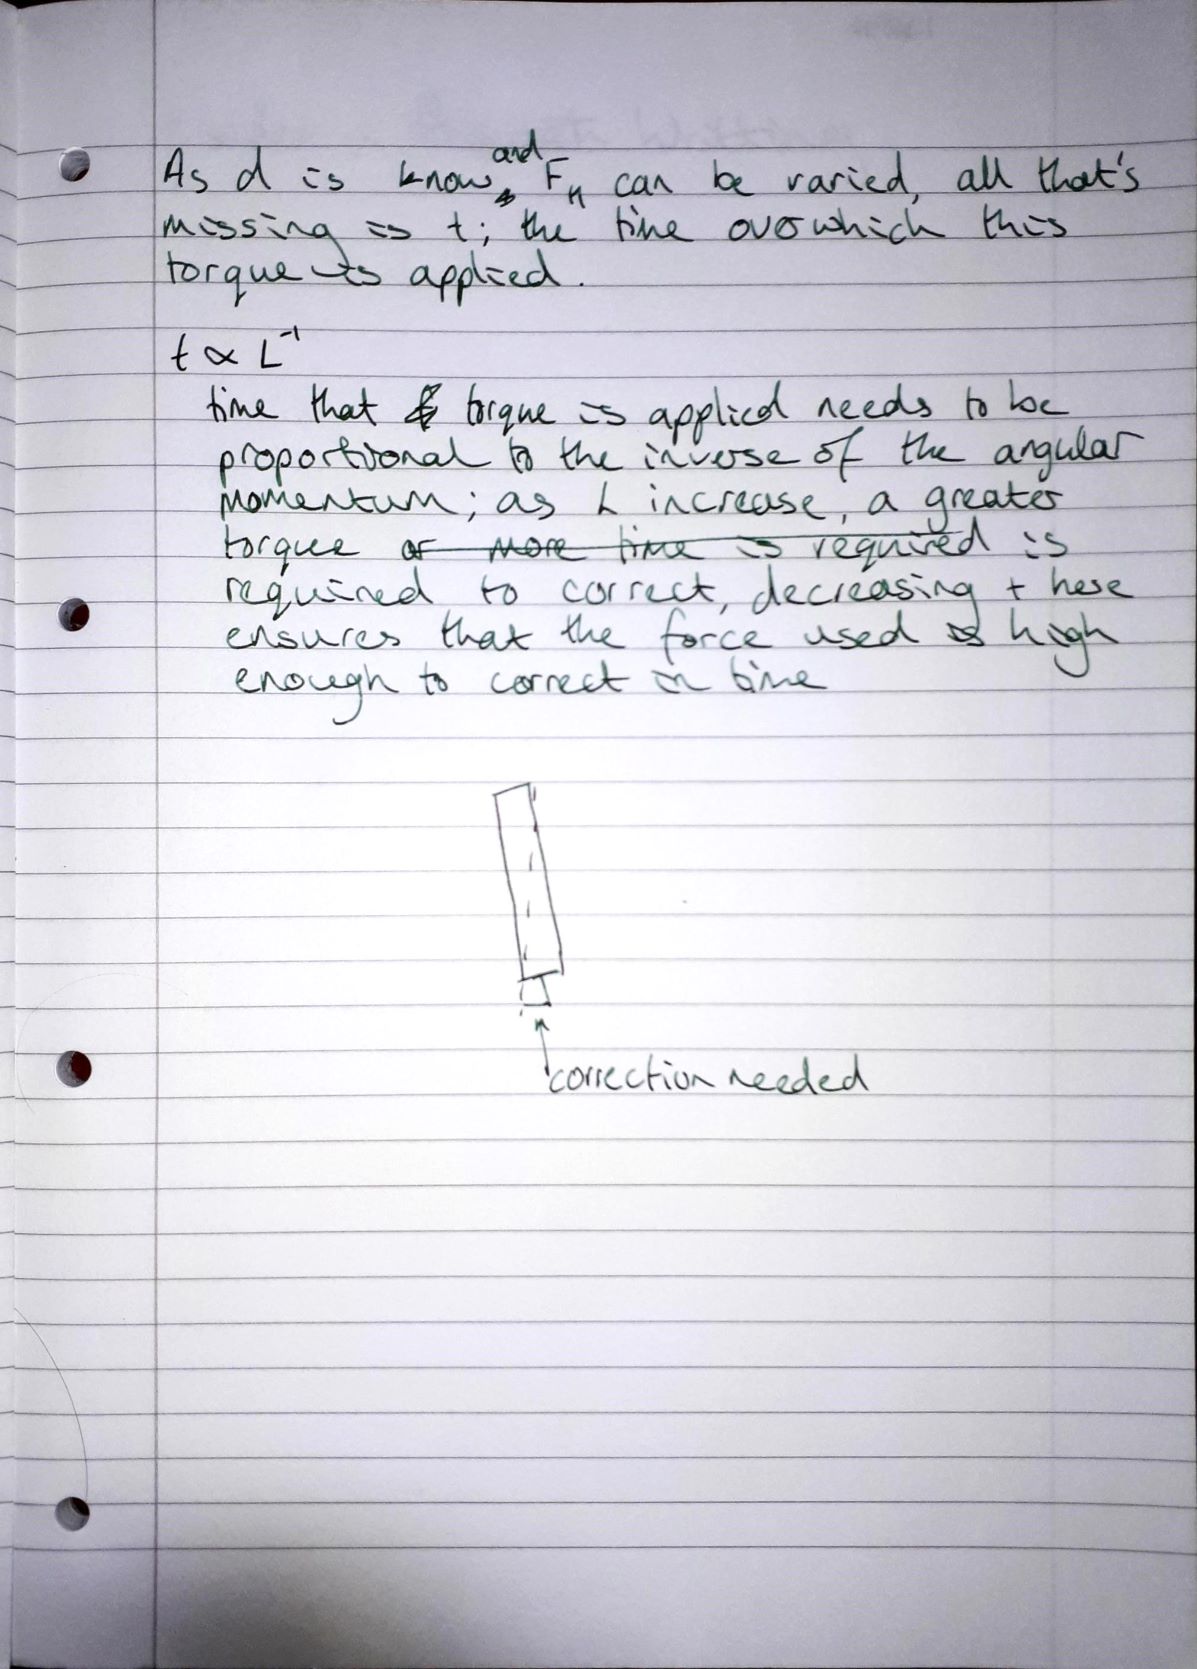 As d is know and F_H can be varied, all that's
missing is t; the time over which this
torque is applied.
t ∝ L⁻¹
time that torque is applied needs to be
proportional to the inverse of the angular
momentum; as L increase, a greater
torque or more time is required is
required to correct, decreasing t here
ensures that the force used is high
enough to correct in time
correction needed